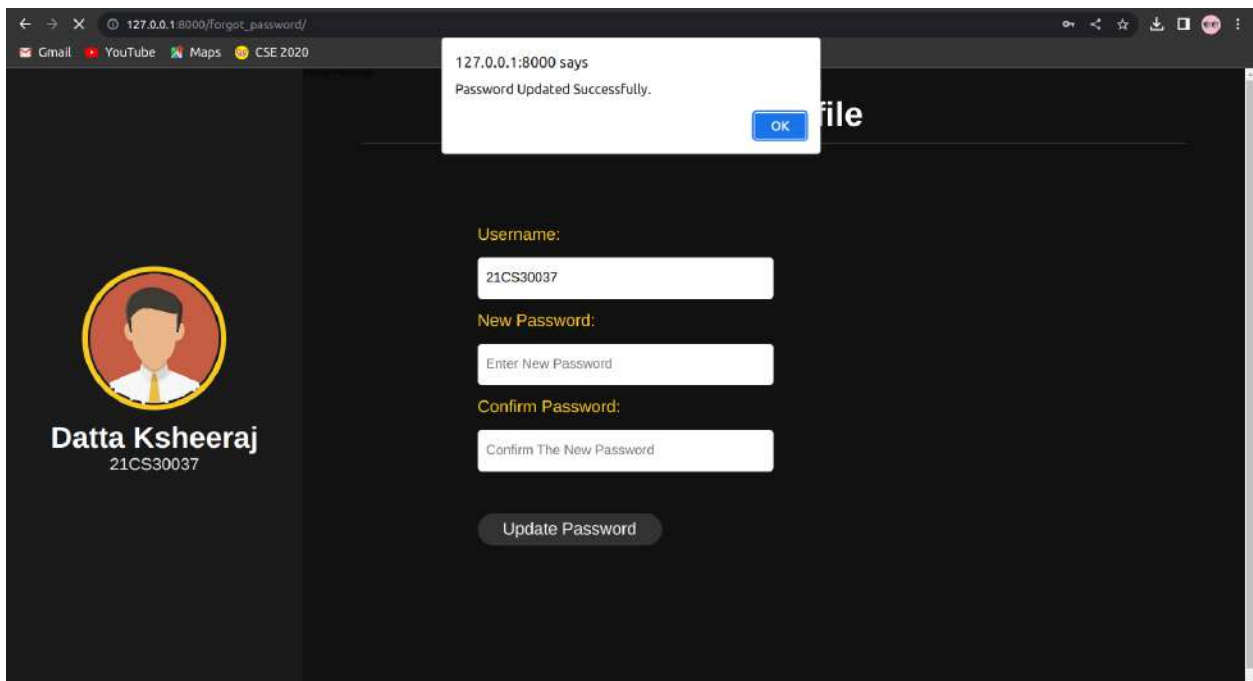 127.0.0.1:8000/forgot_password/
Gmail YouTube Maps CSE 2020
127.0.0.1:8000 says
Password Updated Successfully.
OK
file
Username:
21CS30037
New Password:
Enter New Password
Confirm Password:
Confirm The New Password
Update Password
Datta Ksheeraj
21CS30037